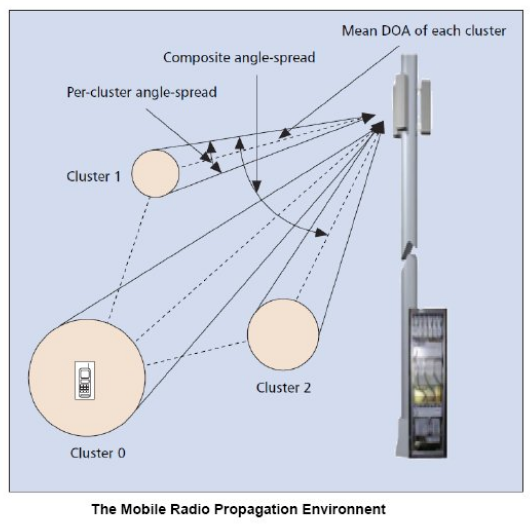 Mean DOA of each cluster
Composite angle-spread
Per-cluster angle-spread
Cluster 1
Cluster 2
Cluster 0
The Mobile Radio Propagation Environment